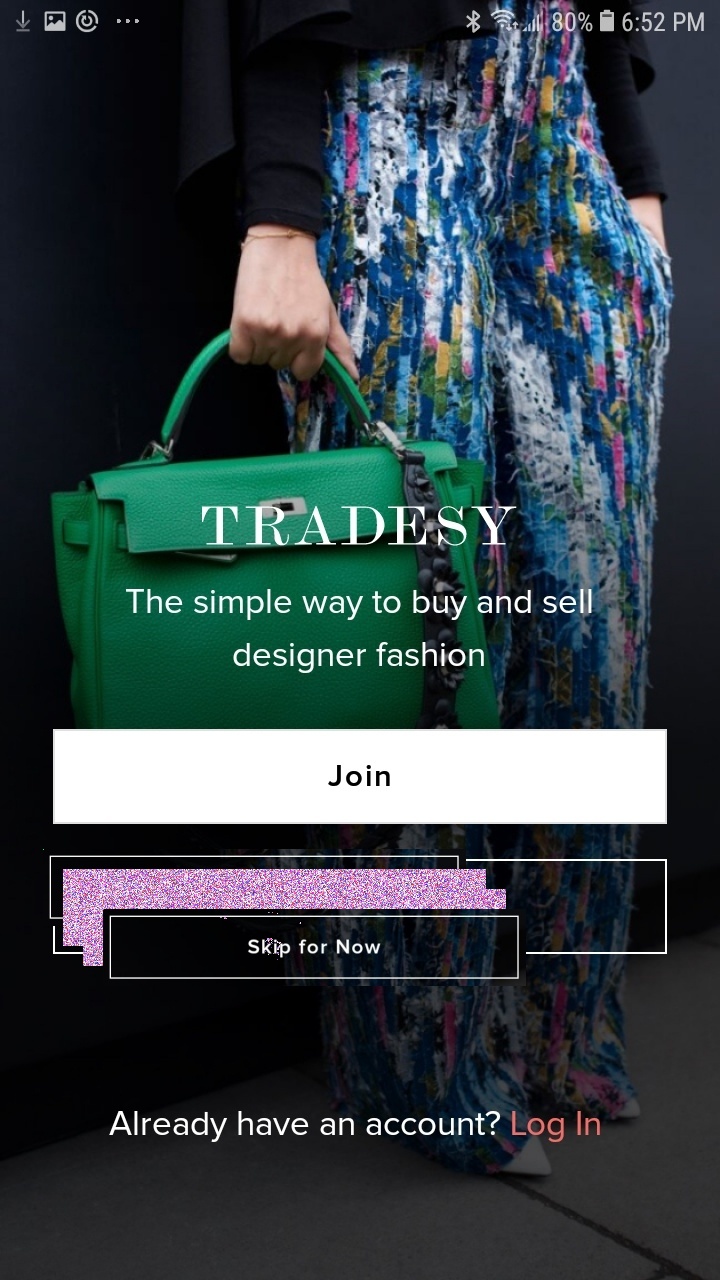 80% 6:52 PM
TRADESY
The simple way to buy and sell
designer fashion
Join
Skip for Now
Already have an account? Log In